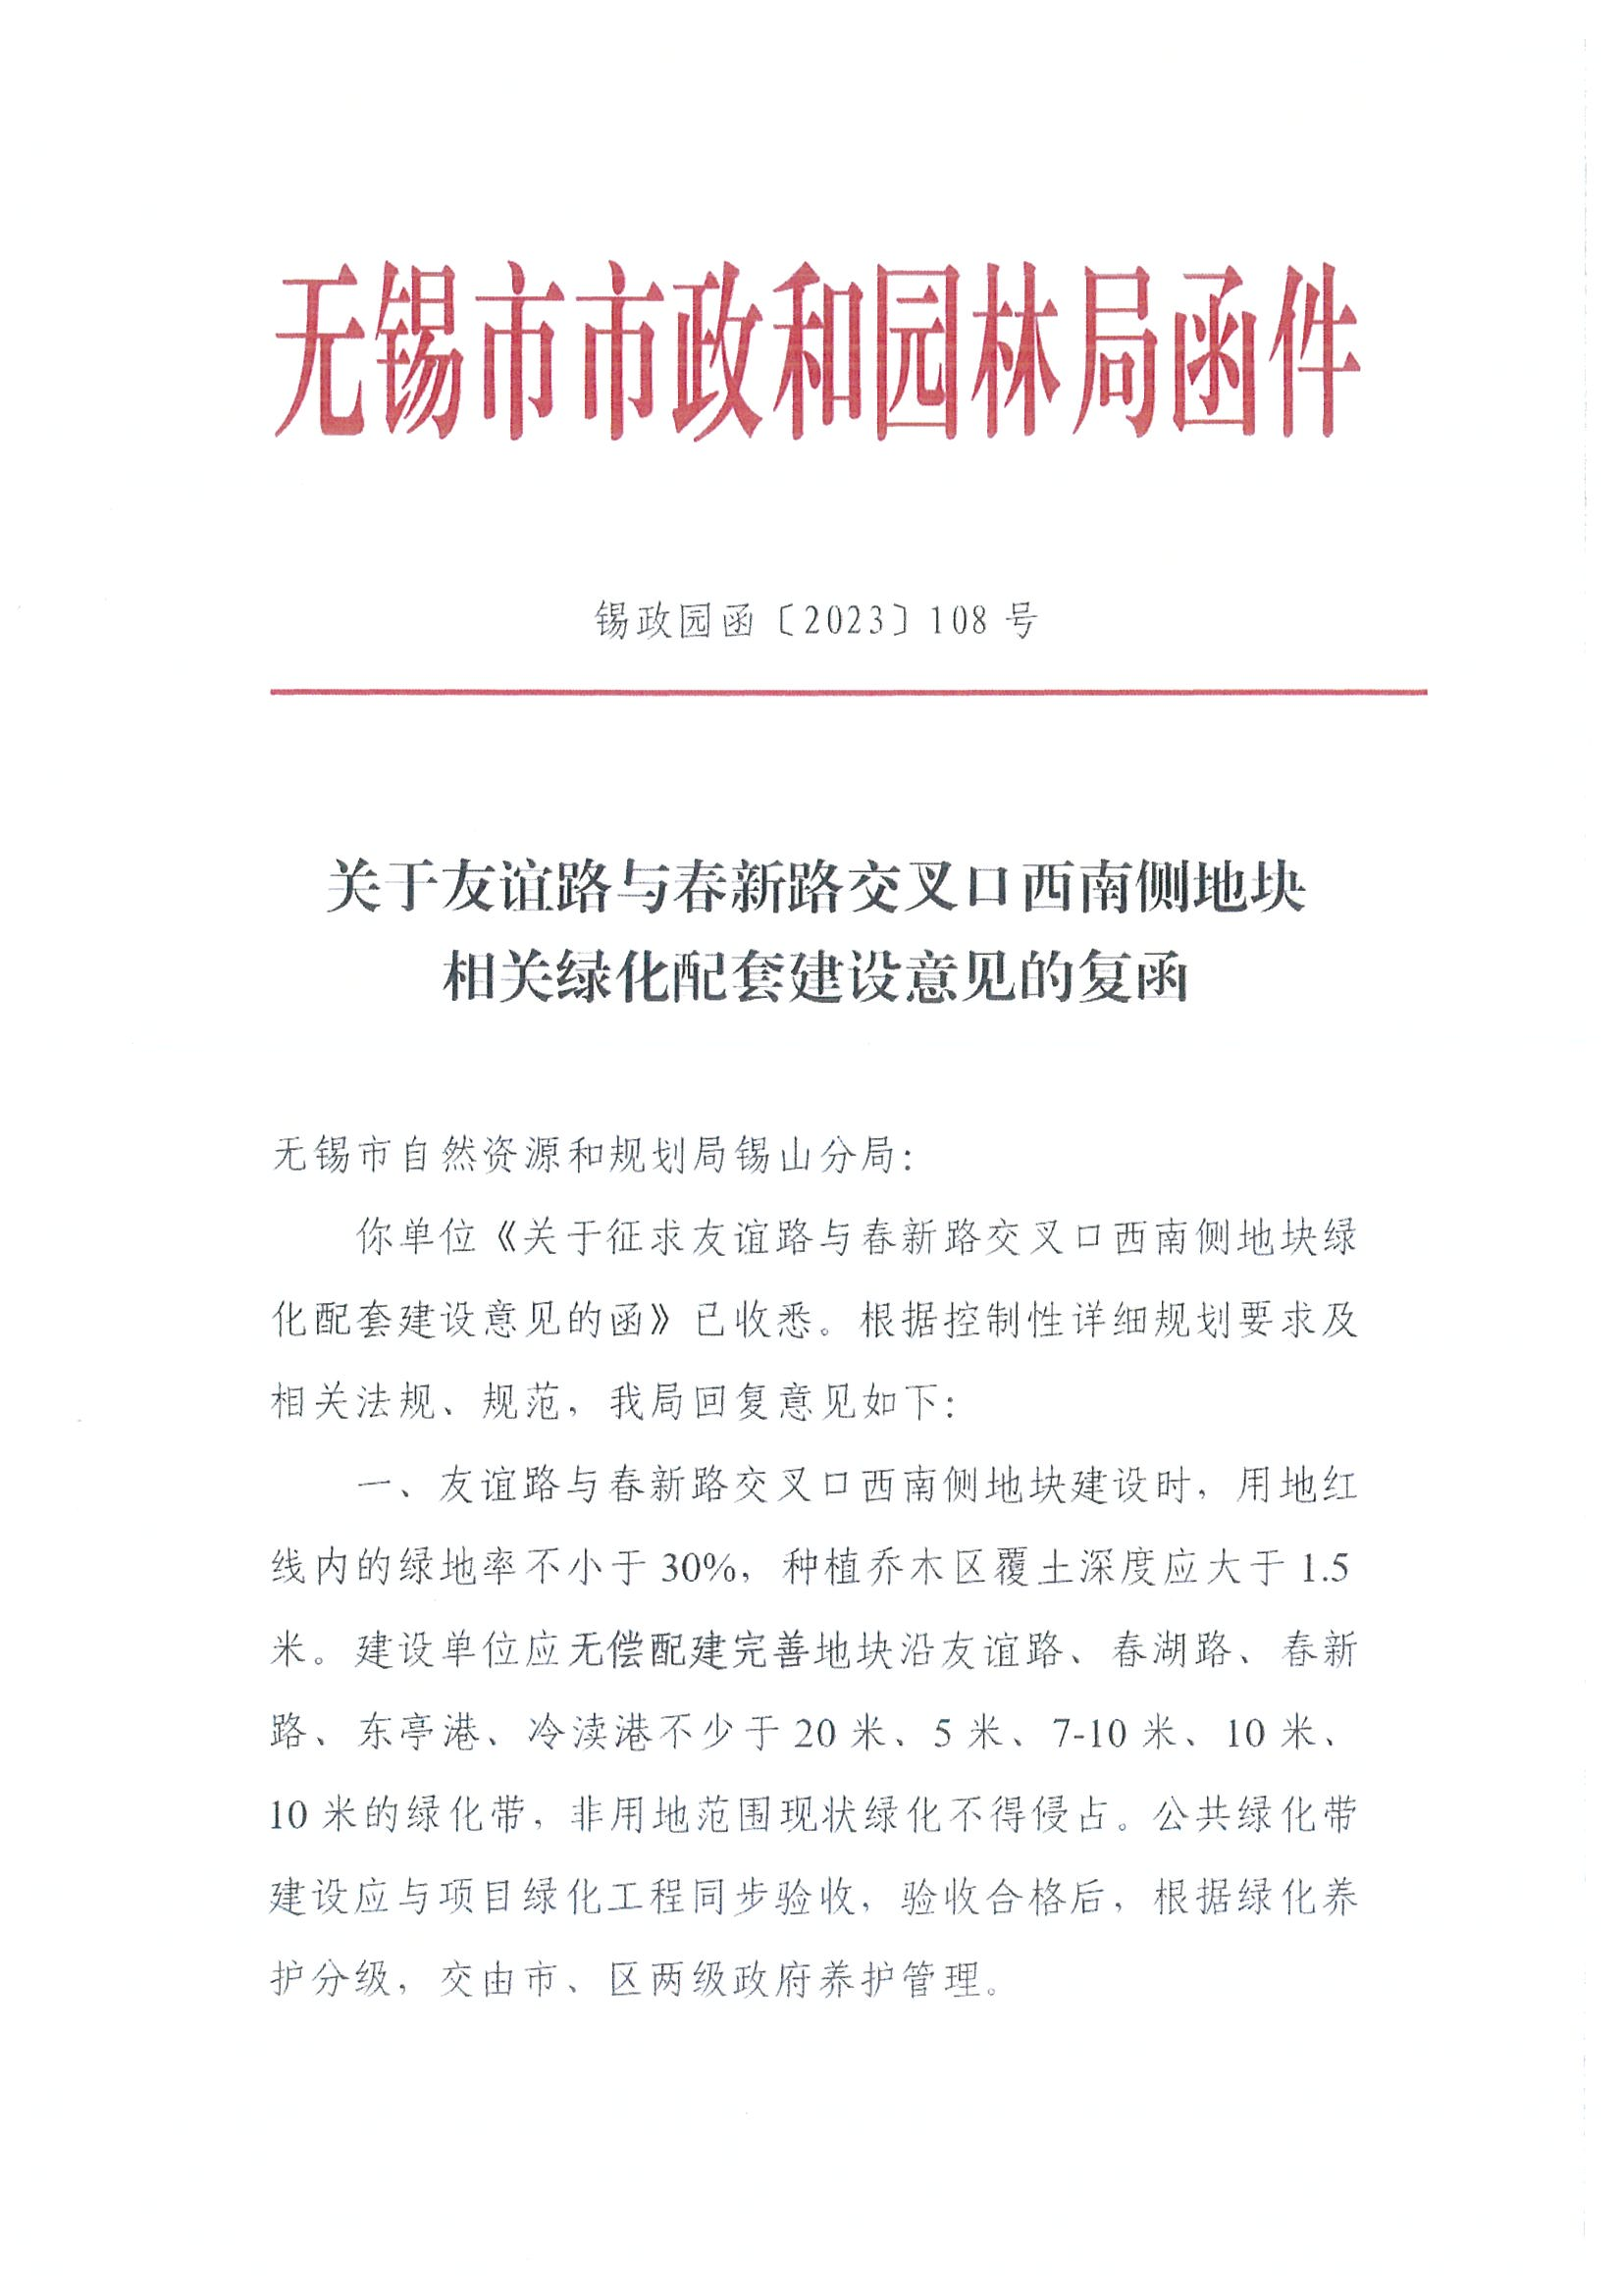 无锡市市政和园林局函件
锡政园函〔2023〕108 号
关于友谊路与春新路交叉口西南侧地块
相关绿化配套建设意见的复函
无锡市自然资源和规划局锡山分局：
你单位《关于征求友谊路与春新路交叉口西南侧地块绿
化配套建设意见的函》已收悉。根据控制性详细规划要求及
相关法规、规范，我局回复意见如下：
一、友谊路与春新路交叉口西南侧地块建设时，用地红
线内的绿地率不小于 30%，种植乔木区覆土深度应大于 1.5
米。建设单位应无偿配建完善地块沿友谊路、春湖路、春新
路、东亭港、冷渎港不少于 20 米、5 米、7-10 米、10 米、
10 米的绿化带，非用地范围现状绿化不得侵占。公共绿化带
建设应与项目绿化工程同步验收，验收合格后，根据绿化养
护分级，交由市、区两级政府养护管理。